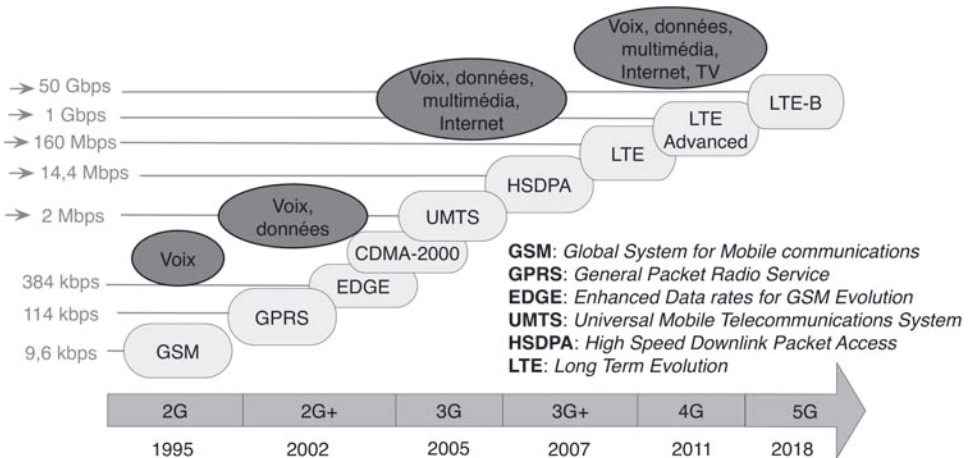 Voix, données,
multimédia,
Internet, TV
Voix, données,
multimédia,
Internet
50 Gbps
1 Gbps
160 Mbps
14,4 Mbps
2 Mbps
384 kbps
114 kbps
9,6 kbps
LTE-B
LTE
Advanced
LTE
HSDPA
UMTS
Voix,
données
CDMA-2000
Voix
EDGE
GPRS
GSM
GSM: Global System for Mobile communications
GPRS: General Packet Radio Service
EDGE: Enhanced Data rates for GSM Evolution
UMTS: Universal Mobile Telecommunications System
HSDPA: High Speed Downlink Packet Access
LTE: Long Term Evolution
2G 2G+ 3G 3G+ 4G 5G
1995 2002 2005 2007 2011 2018